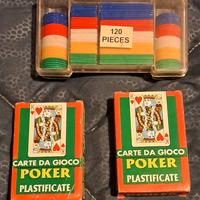 120
PIECES
CARTE DA GIOCO
POKER
PLASTIFICATE
CARTE DA GIOCO
POKER
PLASTIFICATE